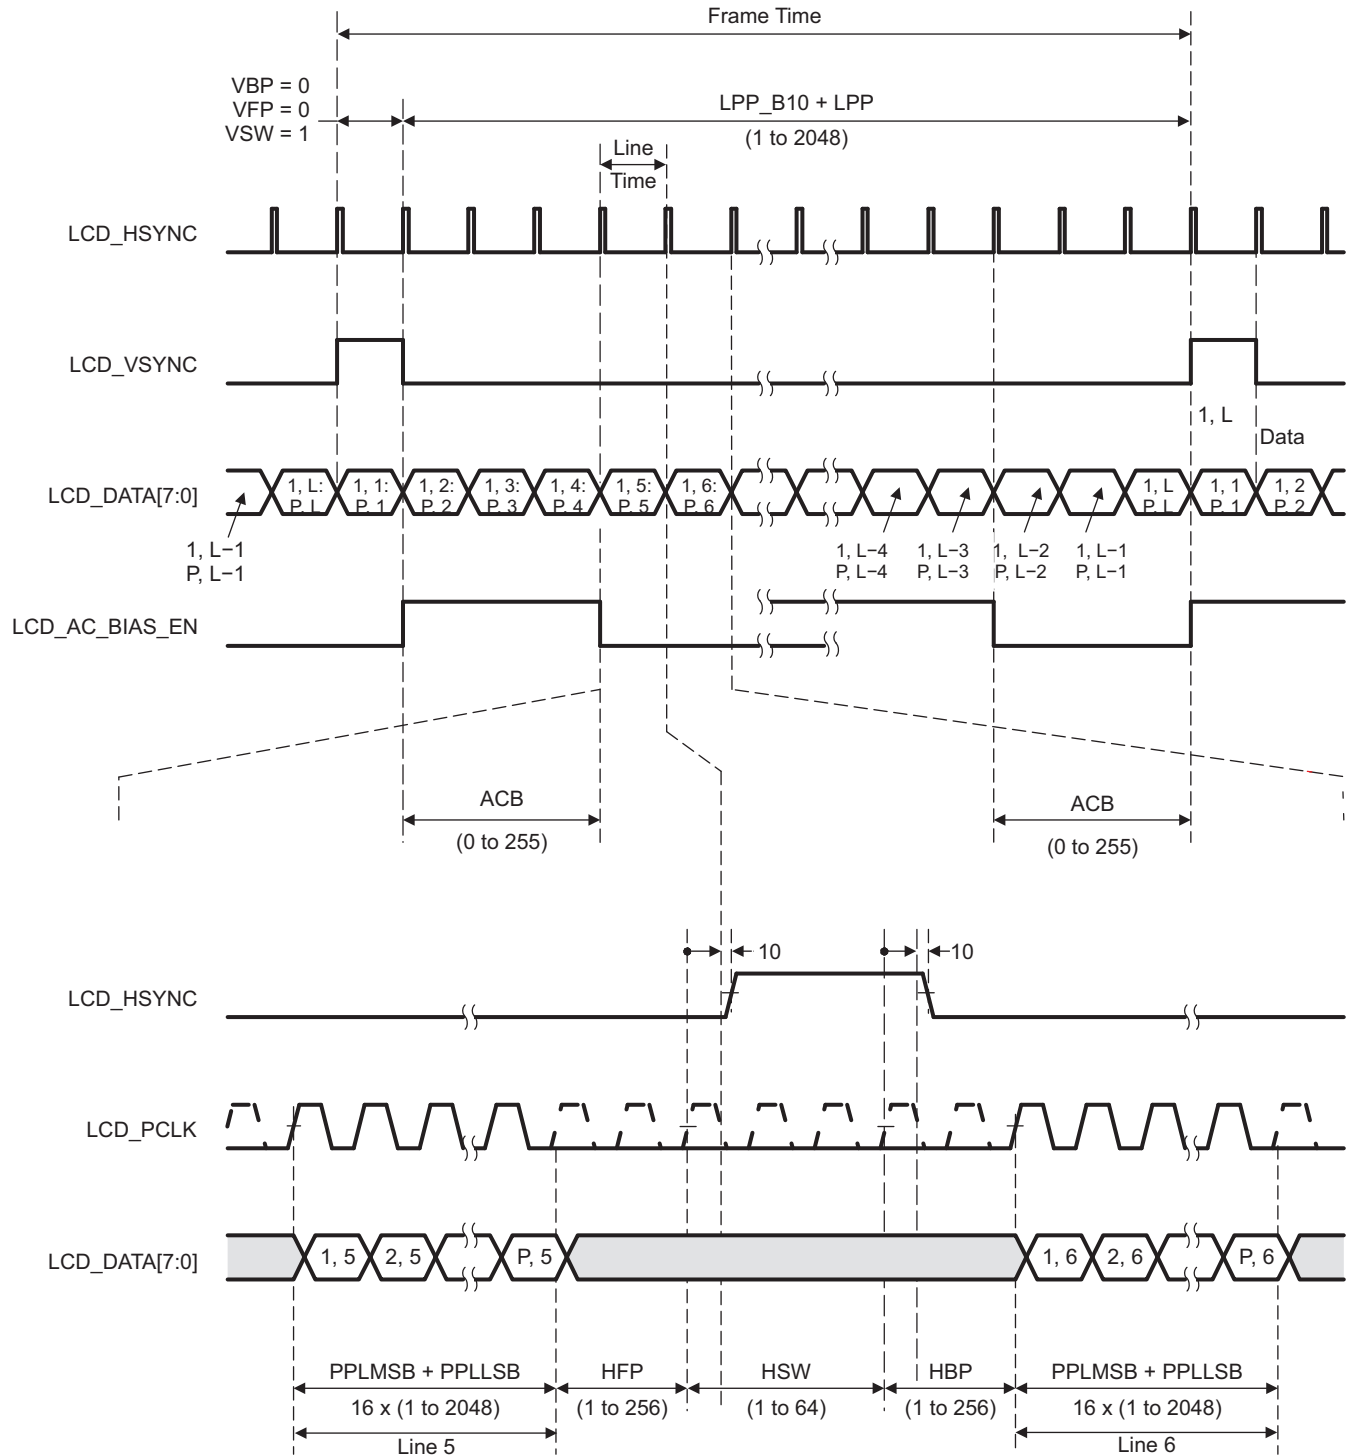 Frame Time
VBP = 0
VFP = 0
VSW = 1
LPP_B10 + LPP
(1 to 2048)
Line
Time
LCD_HSYNC
LCD_VSYNC
1, L
Data
LCD_DATA[7:0]
1, L: 1, 1: 1, 2: 1, 3: 1, 4: 1, 5: 1, 6: 1, L 1, 1 1, 2
P, L P, 1 P, 2 P, 3 P, 4 P, 5 P, 6 P, L P, 1 P, 2
1, L−1 1, L−4 1, L−3 1, L−2 1, L−1
P, L−1 P, L−4 P, L−3 P, L−2 P, L−1
LCD_AC_BIAS_EN
ACB ACB
(0 to 255) (0 to 255)
10 10
LCD_HSYNC
LCD_PCLK
LCD_DATA[7:0] 1, 5 2, 5 P, 5 1, 6 2, 6 P, 6
PPLMSB + PPLLSB HFP HSW HBP PPLMSB + PPLLSB
16 x (1 to 2048) (1 to 256) (1 to 64) (1 to 256) 16 x (1 to 2048)
Line 5 Line 6